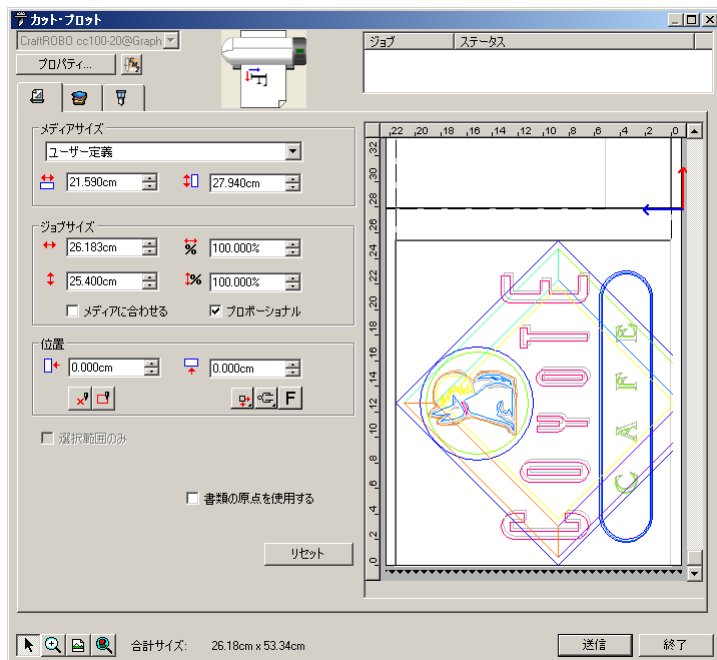 カット・プロット
CraftROBO cc100-20@Graph
プロパティ...
ジョブ ステータス
メディアサイズ
ユーザー定義
21.590cm 27.940cm
ジョブサイズ
26.183cm % 100.000%
25.400cm % 100.000%
メディアに合わせる プロポーショナル
位置
0.000cm 0.000cm
F
選択範囲のみ
書類の原点を使用する
リセット
22 20 18 16 14 12 10 8 6 4 2 0
32
30
28
26
24
22
20
18
16
14
12
10
8
6
4
2
0
COYOTE
CAFE
合計サイズ: 26.18cm x 53.34cm
送信 終了